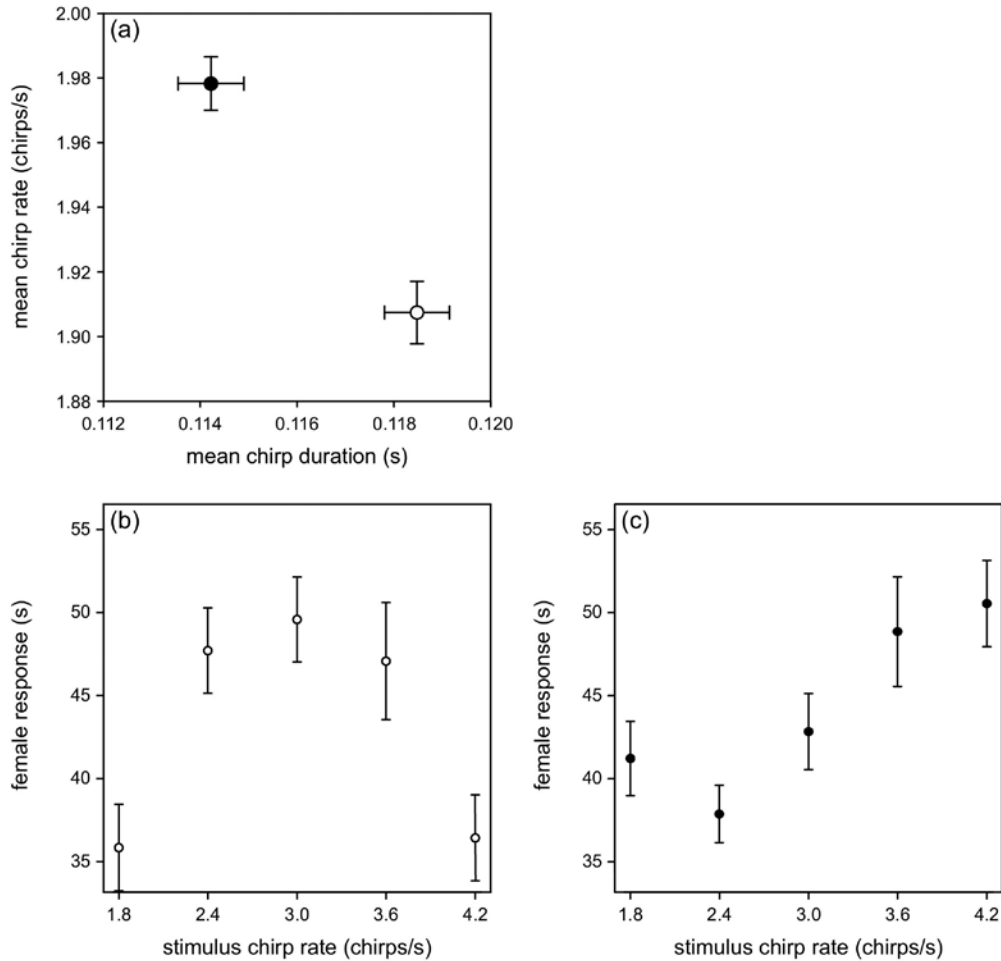 (a)
2.00
1.98
1.96
1.94
1.92
1.90
1.88
mean chirp rate (chirps/s)
0.112 0.114 0.116 0.118 0.120
mean chirp duration (s)
(b)
55
50
45
40
35
female response (s)
1.8 2.4 3.0 3.6 4.2
stimulus chirp rate (chirps/s)
(c)
55
50
45
40
35
female response (s)
1.8 2.4 3.0 3.6 4.2
stimulus chirp rate (chirps/s)